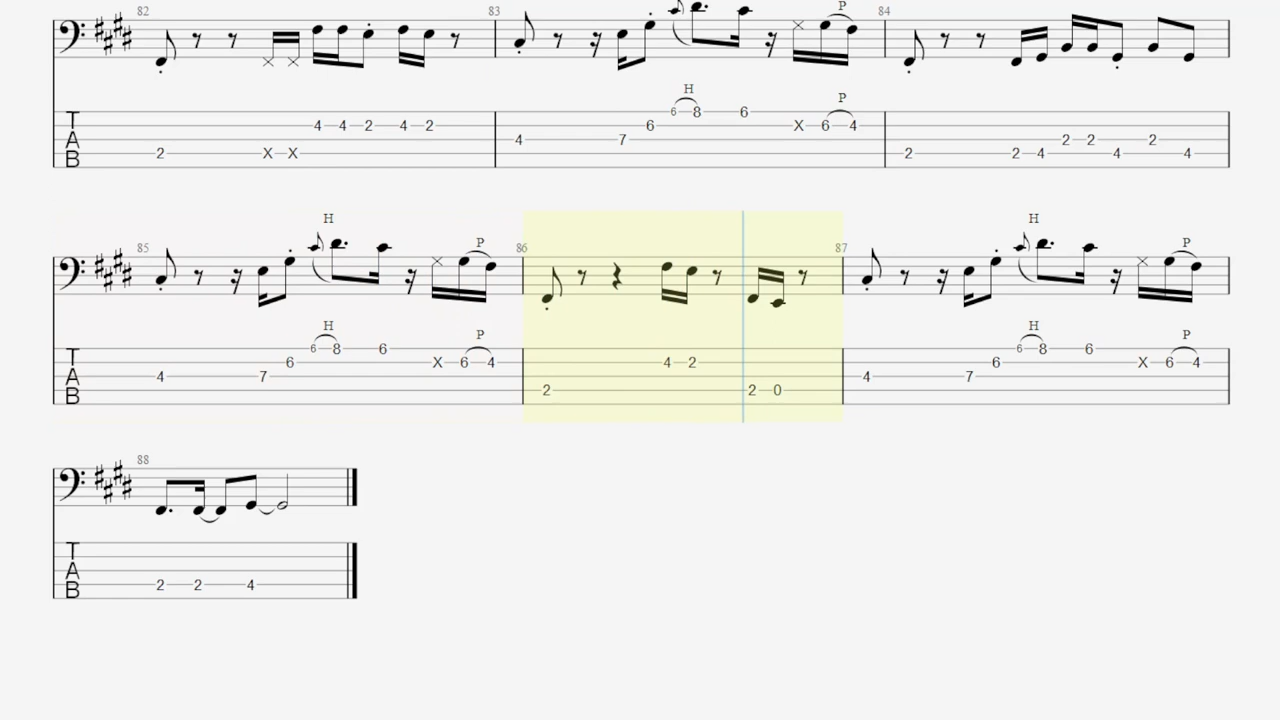 82 83 P 84
H P
T 6 8 6
A 4 4 2 4 2 6 X 6 4
4 7 2 2 2
B 2 X X 2 2 4 4 4
85 H P 86 87 H P
H P H P
T 6 8 6 6 8 6
A 6 X 6 4 4 2 6 X 6 4
4 7 4 7
B 2 2 0
88
T
A
B 2 2 4